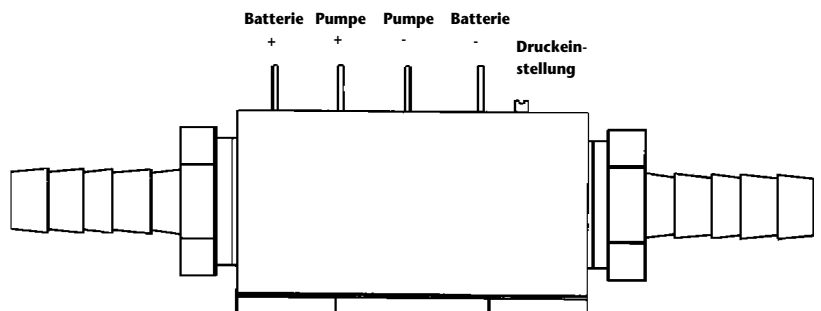 Batterie Pumpe Pumpe Batterie
+ + - -
Druckein-
stellung